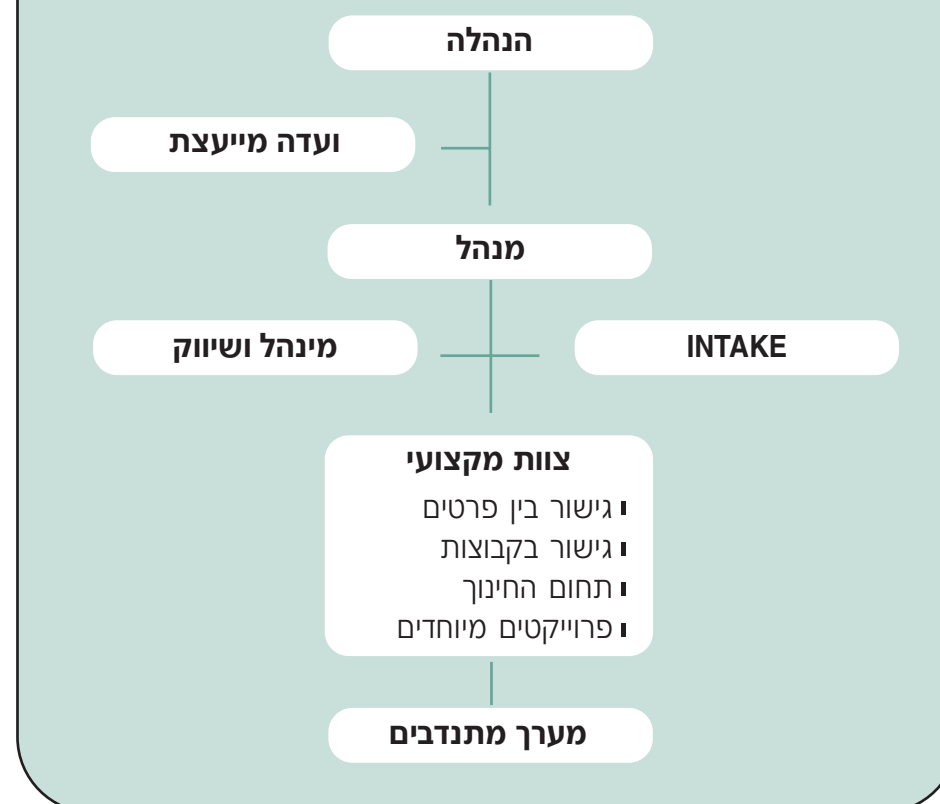 הנהלה
ועדה מייעצת
מנהל
INTAKE
מינהל ושיווק
צוות מקצועי
גישור בין פרטים
גישור בקבוצות
תחום החינוך
פרוייקטים מיוחדים
מערך מתנדבים